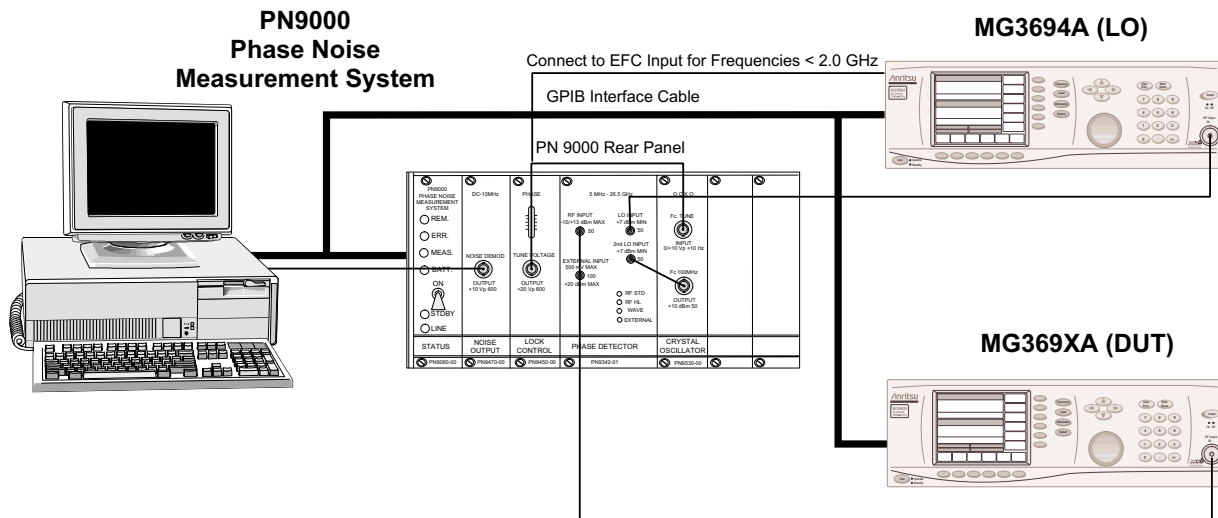 PN9000
Phase Noise
Measurement System
MG3694A (LO)
Connect to EFC Input for Frequencies < 2.0 GHz
GPIB Interface Cable
PN 9000 Rear Panel
Anritsu
PN9000
PHASE NOISE
MEASUREMENT
SYSTEM
REM.
ERR.
MEAS.
BATT.
ON
STDBY
LINE
STATUS
PN9060-00
DC-10MHz
NOISE DEMOD
OUTPUT
+10 Vp 600
NOISE
OUTPUT
PN9470-00
PHASE
TUNE VOLTAGE
OUTPUT
+20 Vp 600
LOCK
CONTROL
PN9450-00
5 MHz - 26.5 GHz
RF INPUT
-10/+13 dBm MAX
50
LO INPUT
+7 dBm MIN
50
2nd LO INPUT
+7 dBm MIN
50
EXTERNAL INPUT
500 mV MAX
100
<20 dBm MAX
RF STD
RF HL
WAVE
EXTERNAL
PHASE DETECTOR
PN9342-01
O C X O
Fc. TUNE
INPUT
0/+10 Vp +10 Hz
Fc 100MHz
OUTPUT
+10 dBm 50
CRYSTAL
OSCILLATOR
PN9530-00
MG369XA (DUT)
Anritsu